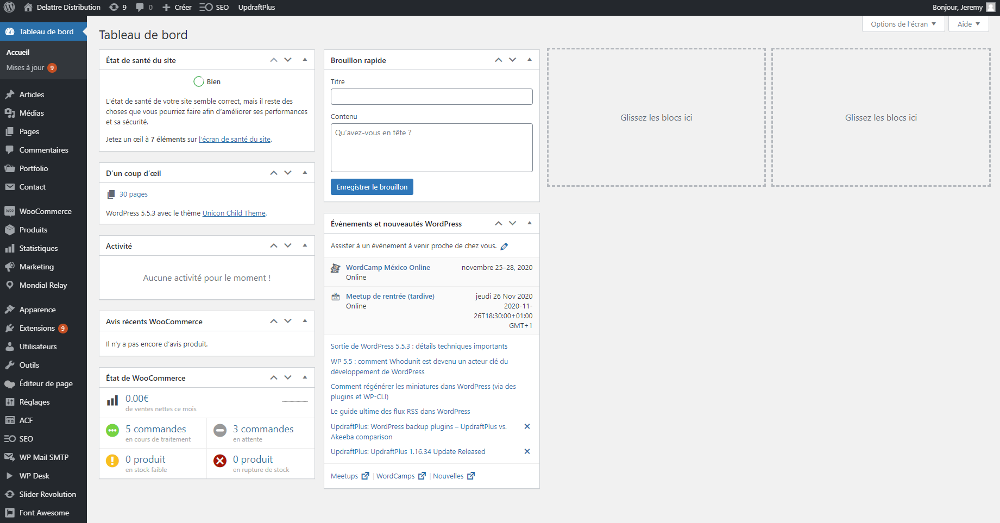 Delattre Distribution 9 0 Créer SEO UpdraftPlus Bonjour, Jeremy
Tableau de bord
Accueil
Mises à jour 9
Articles
Médias
Pages
Commentaires
Portfolio
Contact
WooCommerce
Produits
Statistiques
Marketing
Mondial Relay
Apparence
Extensions 9
Utilisateurs
Outils
Éditeur de page
Réglages
ACF
SEO
WP Mail SMTP
WP Desk
Slider Revolution
Font Awesome
Options de l'écran Aide
Tableau de bord
État de santé du site
Bien
L'état de santé de votre site semble correct, mais il reste des
choses que vous pourriez faire afin d'améliorer ses performances
et sa sécurité.
Jetez un œil à 7 éléments sur l'écran de santé du site.
D'un coup d'œil
30 pages
WordPress 5.5.3 avec le thème Unicon Child Theme.
Activité
Aucune activité pour le moment !
Avis récents WooCommerce
Il n'y a pas encore d'avis produit.
État de WooCommerce
0.00€
de ventes nettes ce mois
5 commandes
en cours de traitement
3 commandes
en attente
0 produit
en stock faible
0 produit
en rupture de stock
Brouillon rapide
Titre
Contenu
Qu'avez-vous en tête ?
Enregistrer le brouillon
Évènements et nouveautés WordPress
Assister à un évènement à venir proche de chez vous.
WordCamp México Online novembre 25–28, 2020
Online
Meetup de rentrée (tardive) jeudi 26 Nov 2020
Online 2020-11-
26T18:30:00+01:00
GMT+1
Sortie de WordPress 5.5.3 : détails techniques importants
WP 5.5 : comment Whodunit est devenu un acteur clé du
développement de WordPress
Comment régénérer les miniatures dans WordPress (via des
plugins et WP-CLI)
Le guide ultime des flux RSS dans WordPress
UpdraftPlus: WordPress backup plugins – UpdraftPlus vs.
Akeeba comparison
UpdraftPlus: UpdraftPlus 1.16.34 Update Released
Meetups | WordCamps | Nouvelles
Glissez les blocs ici
Glissez les blocs ici